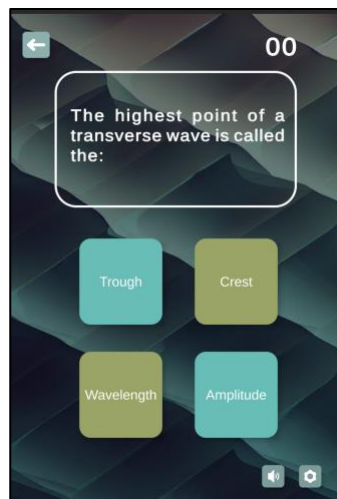 00
The highest point of a
transverse wave is called
the:
Trough
Crest
Wavelength
Amplitude